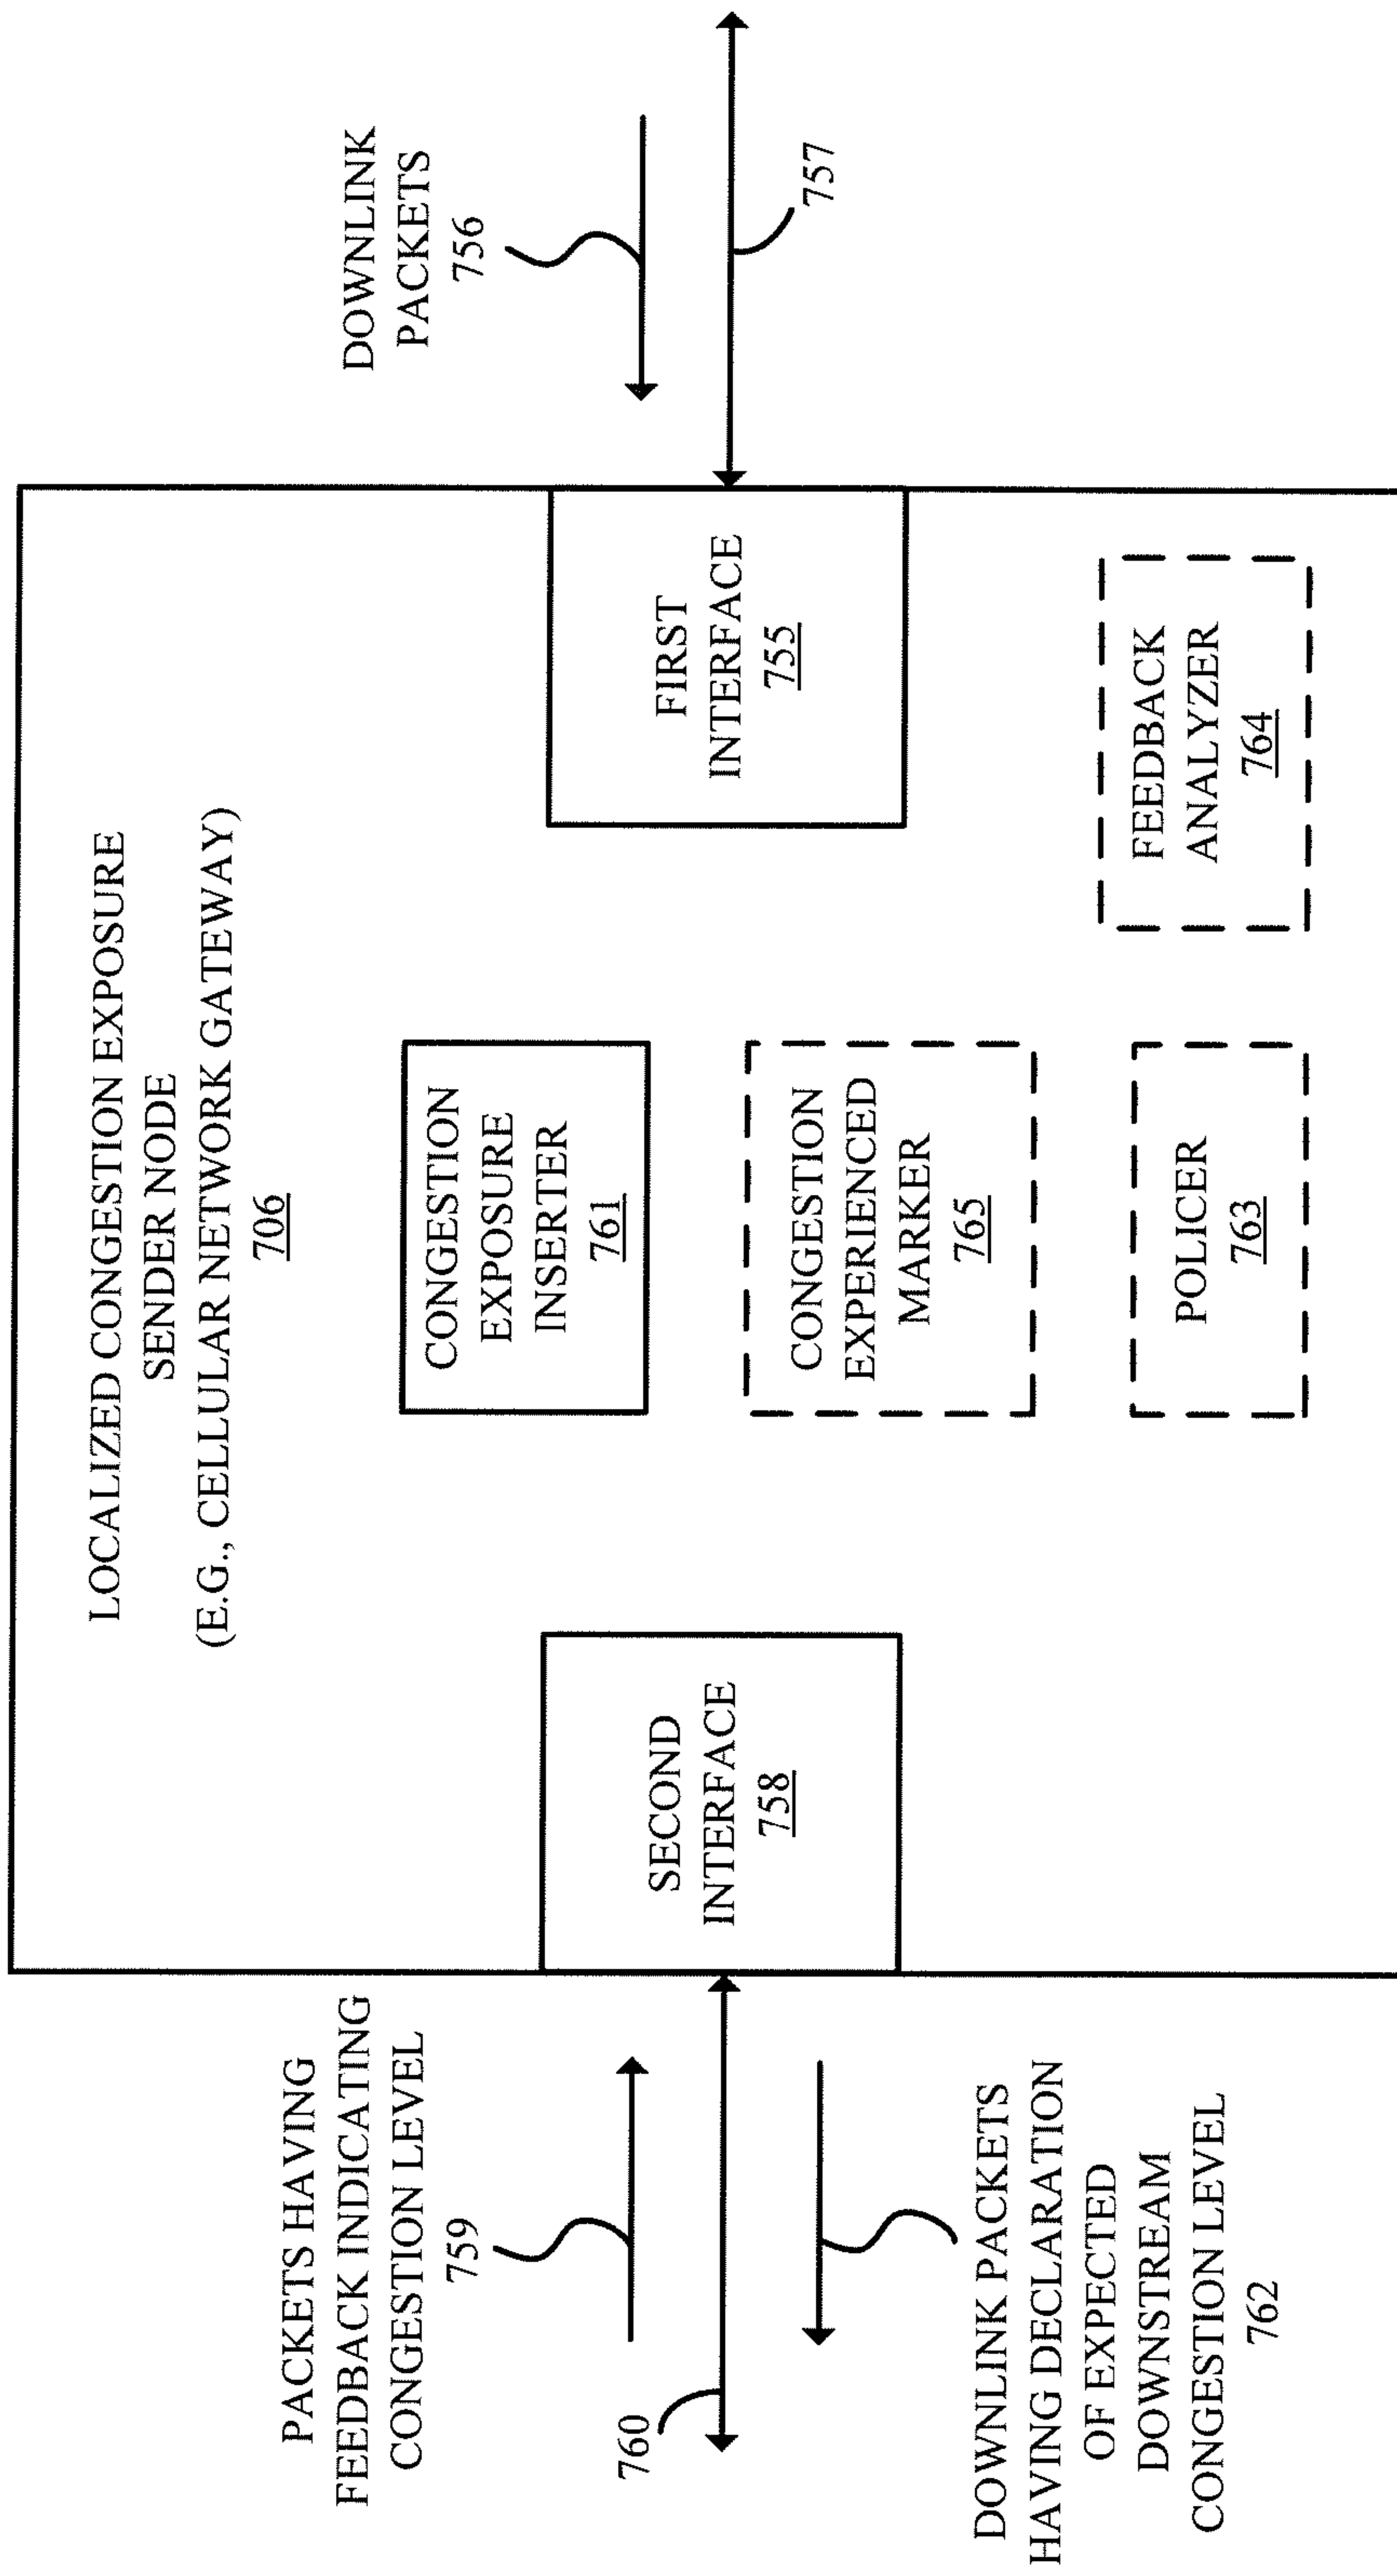 LOCALIZED CONGESTION EXPOSURE
SENDER NODE
(E.G., CELLULAR NETWORK GATEWAY)
706
PACKETS HAVING
FEEDBACK INDICATING
CONGESTION LEVEL
759
760
DOWNLINK PACKETS
HAVING DECLARATION
OF EXPECTED
DOWNSTREAM
CONGESTION LEVEL
762
SECOND
INTERFACE
758
CONGESTION
EXPOSURE
INSERTER
761
CONGESTION
EXPERIENCED
MARKER
765
POLICER
763
FIRST
INTERFACE
755
FEEDBACK
ANALYZER
764
DOWNLINK
PACKETS
756
757